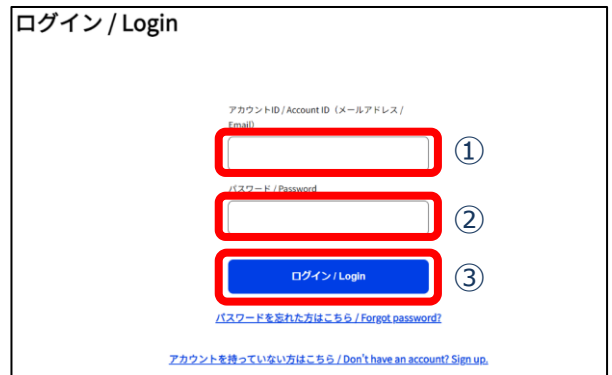 ログイン / Login
アカウントID / Account ID（メールアドレス /
Email）
①
パスワード / Password
②
ログイン / Login
③
パスワードを忘れた方はこちら / Forgot password?
アカウントを持っていない方はこちら / Don't have an account? Sign up.